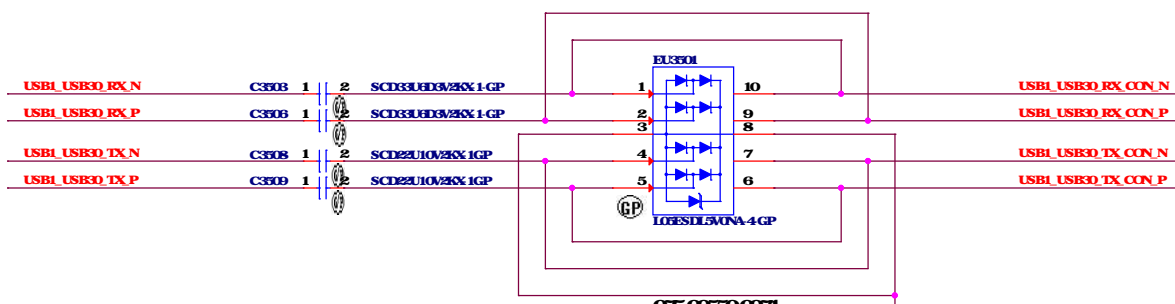 EU3501
USB1_USB30_RX_N C3503 1 2 SCD33U6D3V2KX-1-GP 1 10 USB1_USB30_RX_CON_N
USB1_USB30_RX_P C3506 1 2 SCD33U6D3V2KX-1-GP 2 9 USB1_USB30_RX_CON_P
3 8
USB1_USB30_TX_N C3508 1 2 SCD22U10V2KX-1GP 4 7 USB1_USB30_TX_CON_N
USB1_USB30_TX_P C3509 1 2 SCD22U10V2KX-1GP 5 6 USB1_USB30_TX_CON_P
GP
L05ESDL5V0NA-4-GP